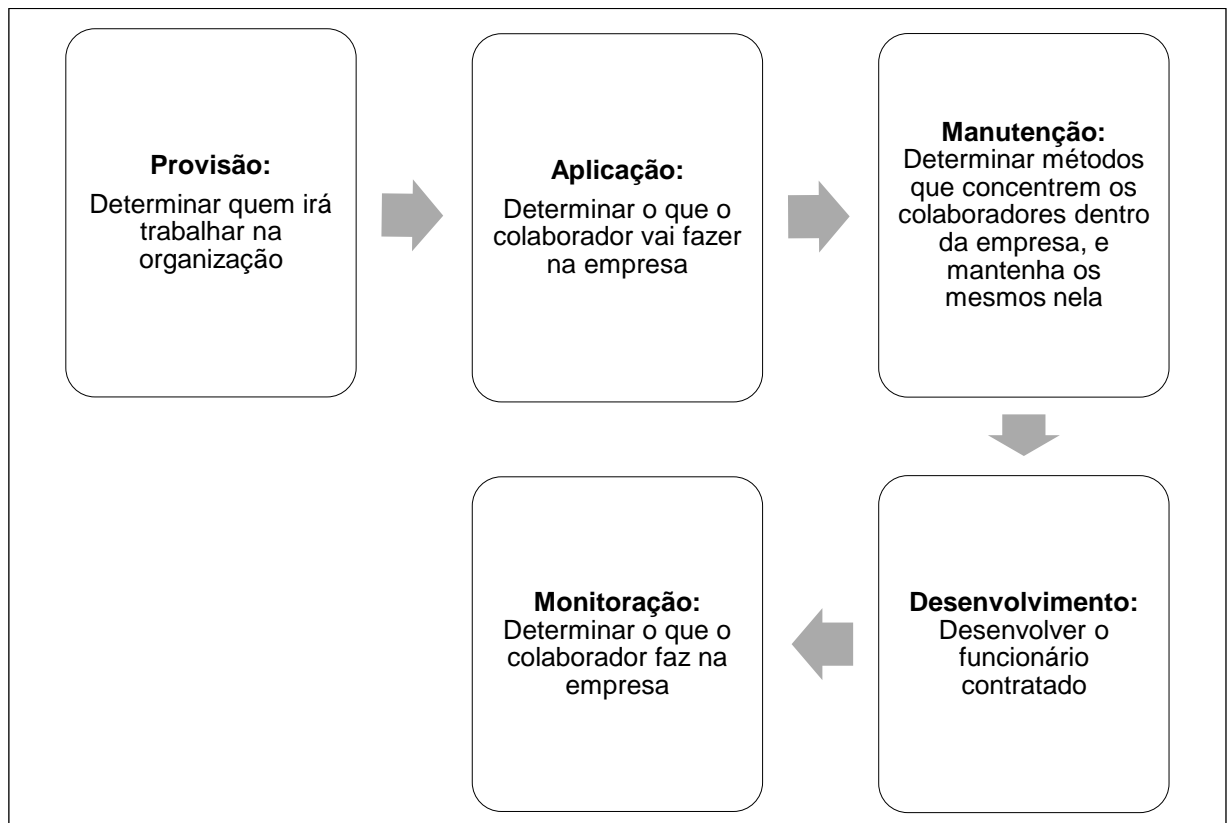 Provisão:
Determinar quem irá
trabalhar na
organização
Aplicação:
Determinar o que o
colaborador vai fazer
na empresa
Manutenção:
Determinar métodos
que concentrem os
colaboradores dentro
da empresa, e
mantenha os
mesmos nela
Desenvolvimento:
Desenvolver o
funcionário
contratado
Monitoração:
Determinar o que o
colaborador faz na
empresa